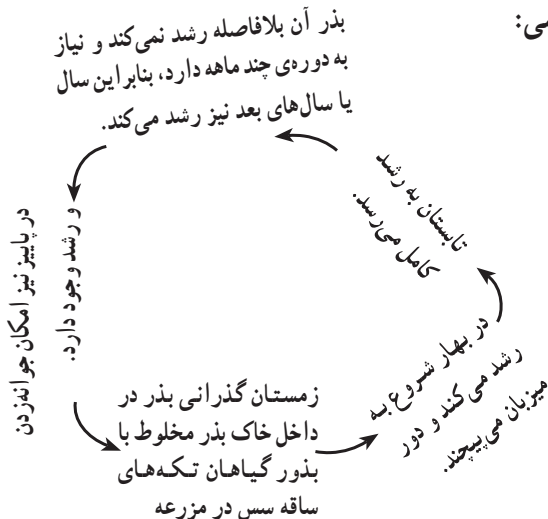 سی:
بذر آن بلافاصله رشد نمی‌کند و نیاز
به دوره‌ی چند ماهه دارد، بنابراین سال
یا سال‌های بعد نیز رشد می‌کند.
در پاییز نیز امکان جوانه‌زدن
و رشد وجود دارد.
زمستان گذرانی بذر در
داخل خاک بذر مخلوط با
بذور گیاهان تکه‌های
ساقه سس در مزرعه
در بهار شروع به
رشد می کند و دور
میزبان می‌پیچند.
تابستان به رشد
کامل می‌رسد.